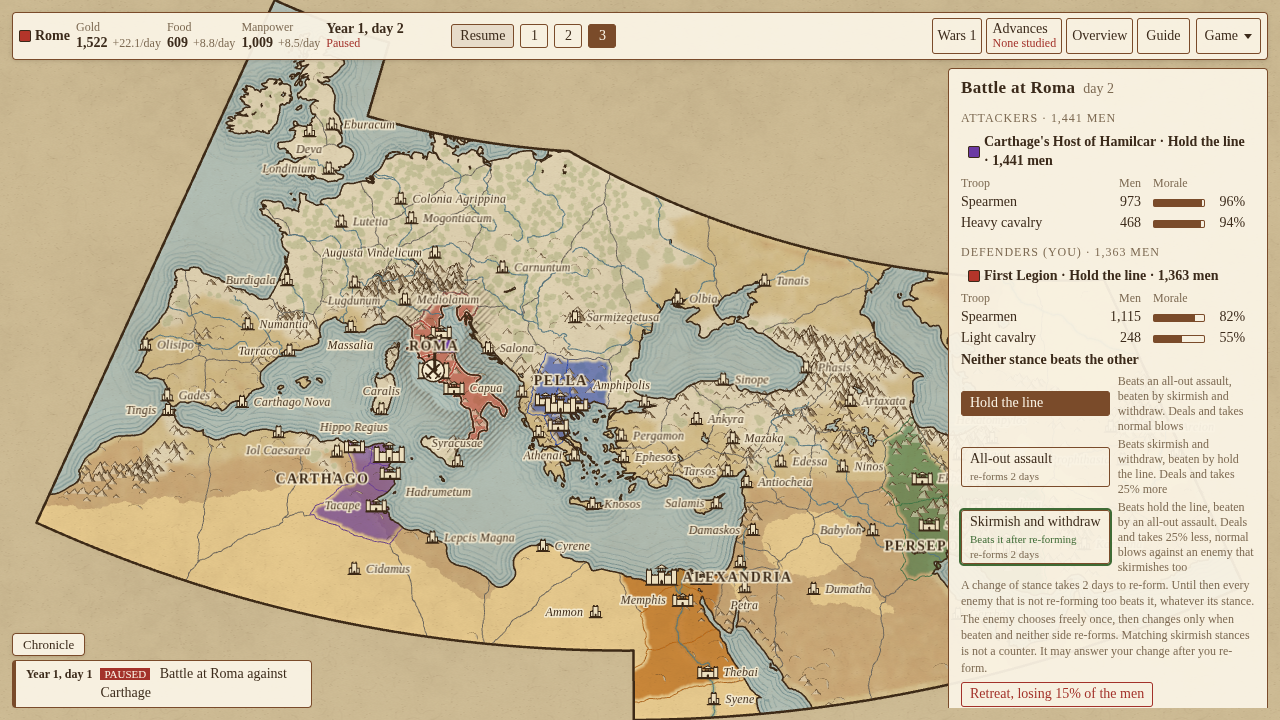 Rome
Gold
1,522 +22.1/day
Food
609 +8.8/day
Manpower
1,009 +8.5/day
Year 1, day 2
Paused
Resume
1
2
3
Wars 1
Advances
None studied
Overview
Guide
Game
Battle at Roma day 2
ATTACKERS · 1,441 MEN
Carthage's Host of Hamilcar · Hold the line
· 1,441 men
Troop Men Morale
Spearmen 973 96%
Heavy cavalry 468 94%
DEFENDERS (YOU) · 1,363 MEN
First Legion · Hold the line · 1,363 men
Troop Men Morale
Spearmen 1,115 82%
Light cavalry 248 55%
Neither stance beats the other
Hold the line
Beats an all-out assault,
beaten by skirmish and
withdraw. Deals and takes
normal blows
All-out assault
re-forms 2 days
Beats skirmish and
withdraw, beaten by hold
the line. Deals and takes
25% more
Skirmish and withdraw
Beats it after re-forming
re-forms 2 days
Beats hold the line, beaten
by an all-out assault. Deals
and takes 25% less, normal
blows against an enemy that
skirmishes too
A change of stance takes 2 days to re-form. Until then every
enemy that is not re-forming too beats it, whatever its stance.
The enemy chooses freely once, then changes only when
beaten and neither side re-forms. Matching skirmish stances
is not a counter. It may answer your change after you re-
form.
Retreat, losing 15% of the men
Eburacum
Deva
Londinium
Colonia Agrippina
Lutetia
Mogontiacum
Augusta Vindelicum
Carnuntum
Burdigala
Lugdunum
Mediolanum
Tanais
Olbia
Numantia
Sarmizegetusa
Olisipo
Tarraco
Massalia
ROMA
Salona
Phasis
Caralis
Capua
PELLA
Amphipolis
Sinope
Gades
Carthago Nova
Artaxata
Tingis
Hippo Regius
Ankyra
Iol Caesarea
Syracusae
Athenai
Pergamon
Mazaka
Ephesos
Tarsos
Edessa
Ninos
CARTHAGO
Hadrumetum
Antiocheia
Tacape
Knosos
Salamis
Lepcis Magna
Cyrene
Damaskos
Babylon
PERSEP
Cidamus
ALEXANDRIA
Memphis
Petra
Dumatha
Ammon
Thebai
Syene
Chronicle
Year 1, day 1 PAUSED Battle at Roma against
Carthage